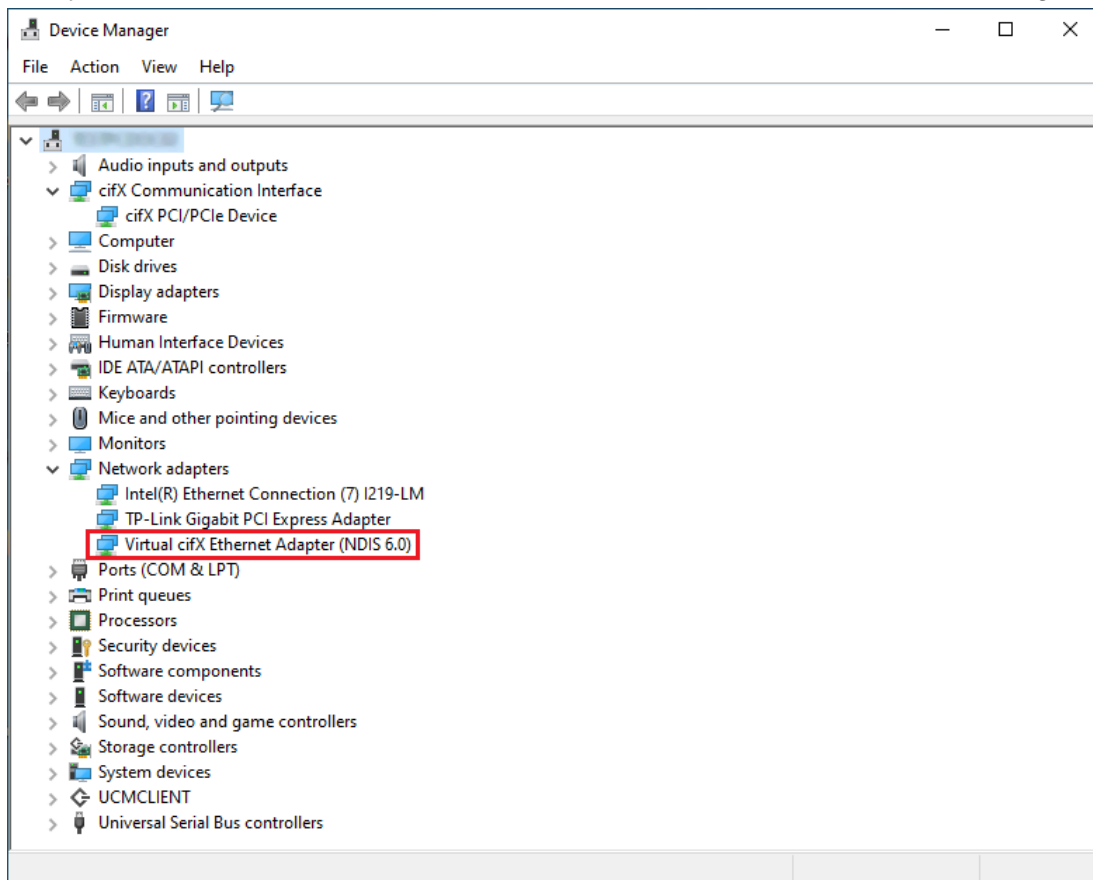 Device Manager
File Action View Help
Audio inputs and outputs
cifX Communication Interface
cifX PCI/PCIe Device
Computer
Disk drives
Display adapters
Firmware
Human Interface Devices
IDE ATA/ATAPI controllers
Keyboards
Mice and other pointing devices
Monitors
Network adapters
Intel(R) Ethernet Connection (7) I219-LM
TP-Link Gigabit PCI Express Adapter
Virtual cifX Ethernet Adapter (NDIS 6.0)
Ports (COM & LPT)
Print queues
Processors
Security devices
Software components
Software devices
Sound, video and game controllers
Storage controllers
System devices
UCMCLIENT
Universal Serial Bus controllers